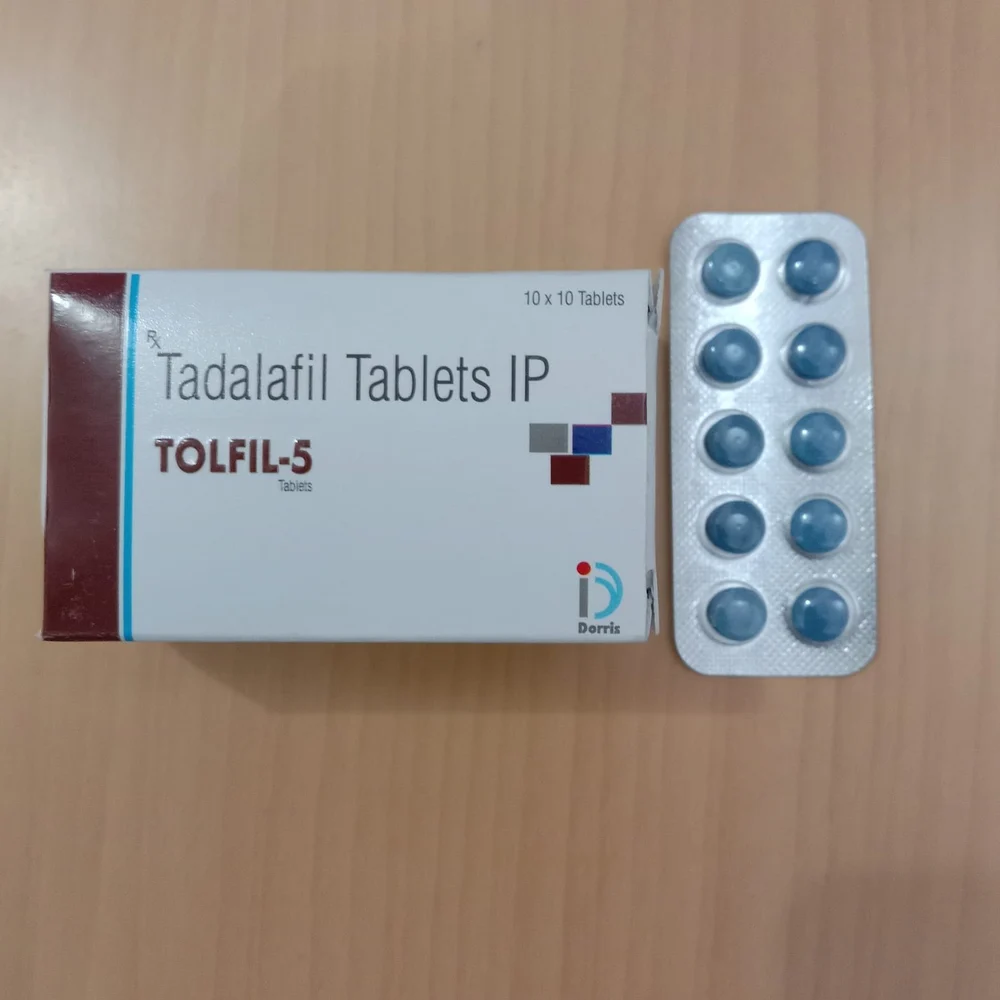 10 x 10 Tablets
Rx
Tadalafil Tablets IP
TOLFIL-5
Tablets
Dorris